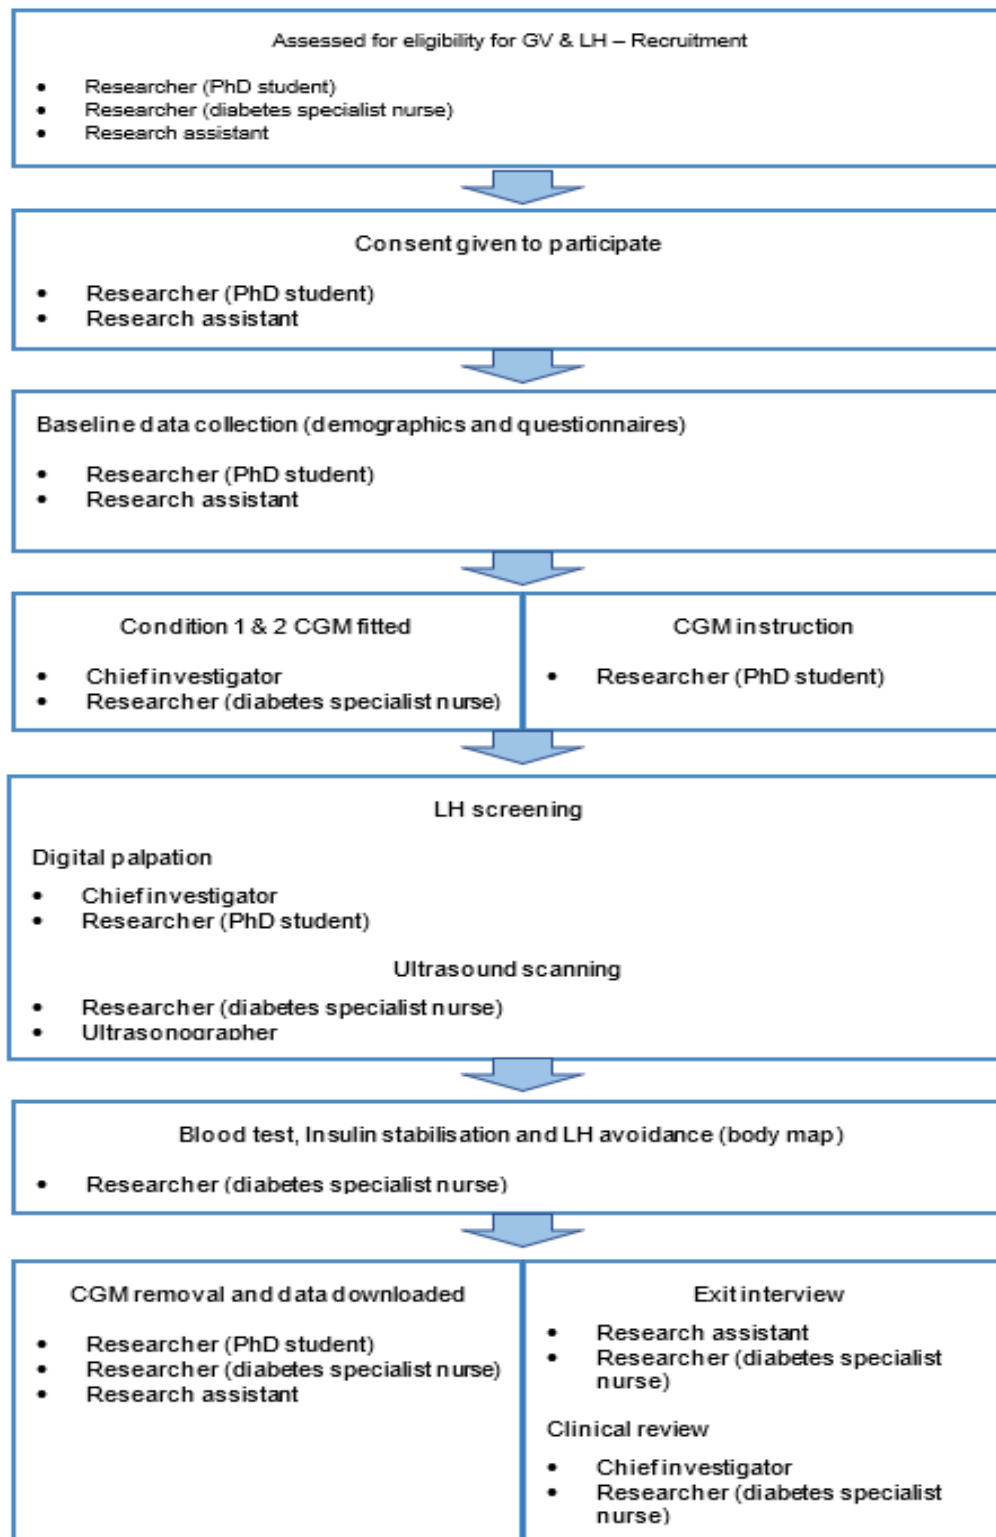 Assessed for eligibility for GV & LH – Recruitment
• Researcher (PhD student)
• Researcher (diabetes specialist nurse)
• Research assistant
Consent given to participate
• Researcher (PhD student)
• Research assistant
Baseline data collection (demographics and questionnaires)
• Researcher (PhD student)
• Research assistant
Condition 1 & 2 CGM fitted
• Chief investigator
• Researcher (diabetes specialist nurse)
CGM instruction
• Researcher (PhD student)
LH screening
Digital palpation
• Chief investigator
• Researcher (PhD student)
Ultrasound scanning
• Researcher (diabetes specialist nurse)
• Ultrasonographer
Blood test, Insulin stabilisation and LH avoidance (body map)
• Researcher (diabetes specialist nurse)
CGM removal and data downloaded
• Researcher (PhD student)
• Researcher (diabetes specialist nurse)
• Research assistant
Exit interview
• Research assistant
• Researcher (diabetes specialist
nurse)
Clinical review
• Chief investigator
• Researcher (diabetes specialist
nurse)